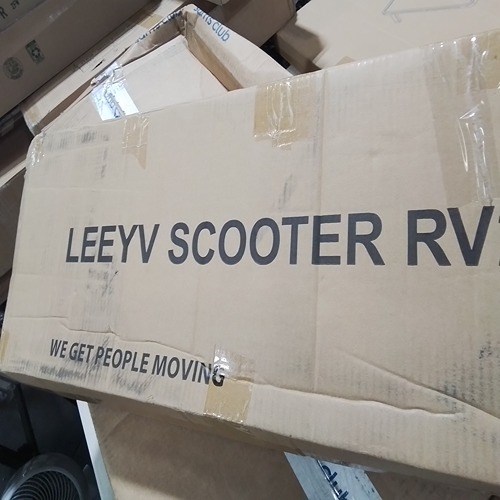 LEEYV SCOOTER RV
WE GET PEOPLE MOVING